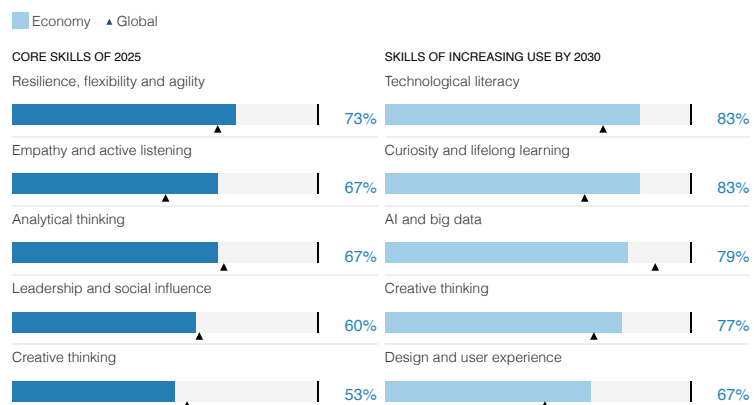 Economy Global
CORE SKILLS OF 2025
Resilience, flexibility and agility
73%
Empathy and active listening
67%
Analytical thinking
67%
Leadership and social influence
60%
Creative thinking
53%
SKILLS OF INCREASING USE BY 2030
Technological literacy
83%
Curiosity and lifelong learning
83%
AI and big data
79%
Creative thinking
77%
Design and user experience
67%